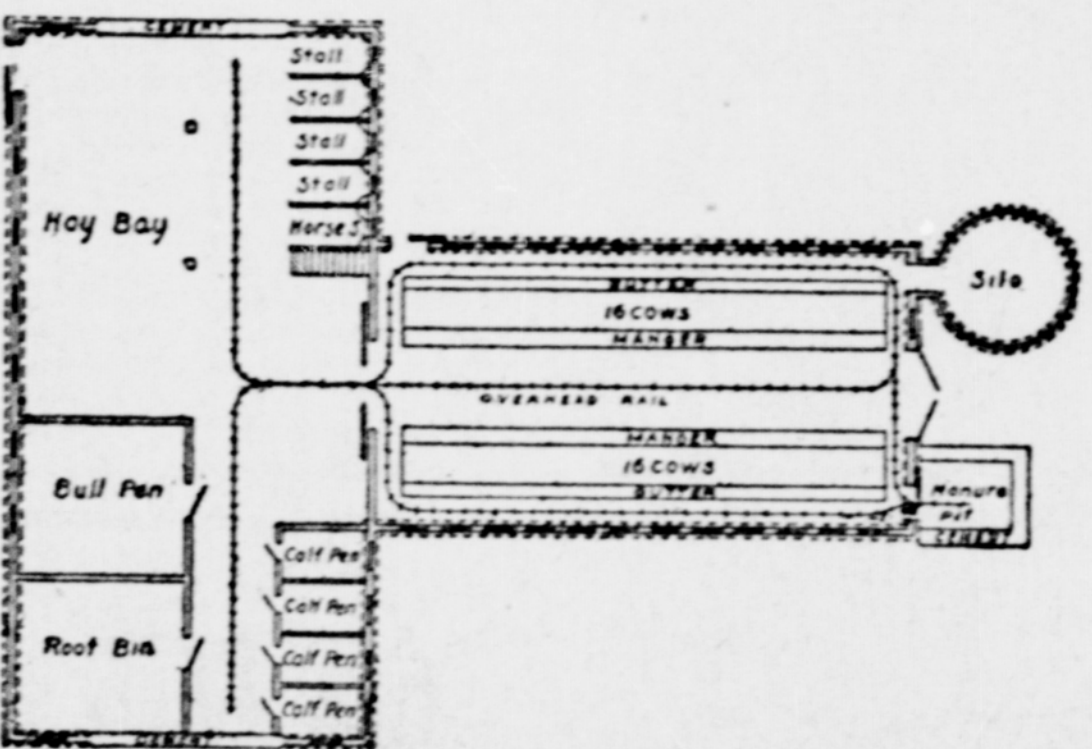 CEMENT
Stall
Stall
Stall
Stall
Horses
Hay Bay
Silo
GUTTER
16 COWS
MANGER
OVERHEAD RAIL
MANGER
16 COWS
GUTTER
Manure
Pit
CEMENT
Bull Pen
Calf Pen
Calf Pen
Root Bin
Calf Pen
Calf Pen
CEMENT